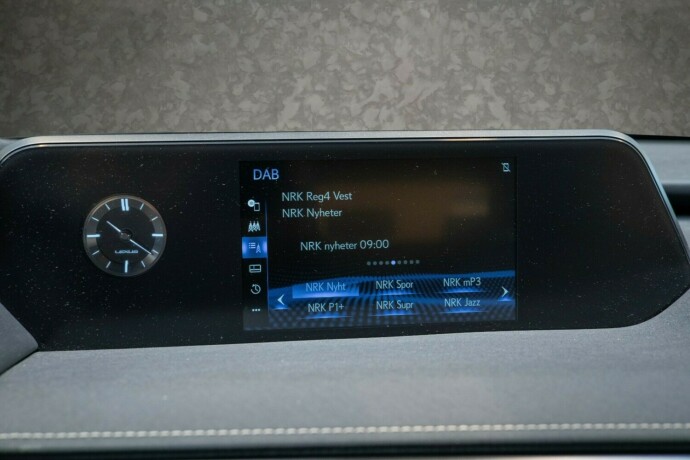 DAB
NRK Reg4 Vest
NRK Nyheter
NRK nyheter 09:00
NRK Nyht NRK Spor NRK mP3
NRK P1+ NRK Supr NRK Jazz
LEXUS